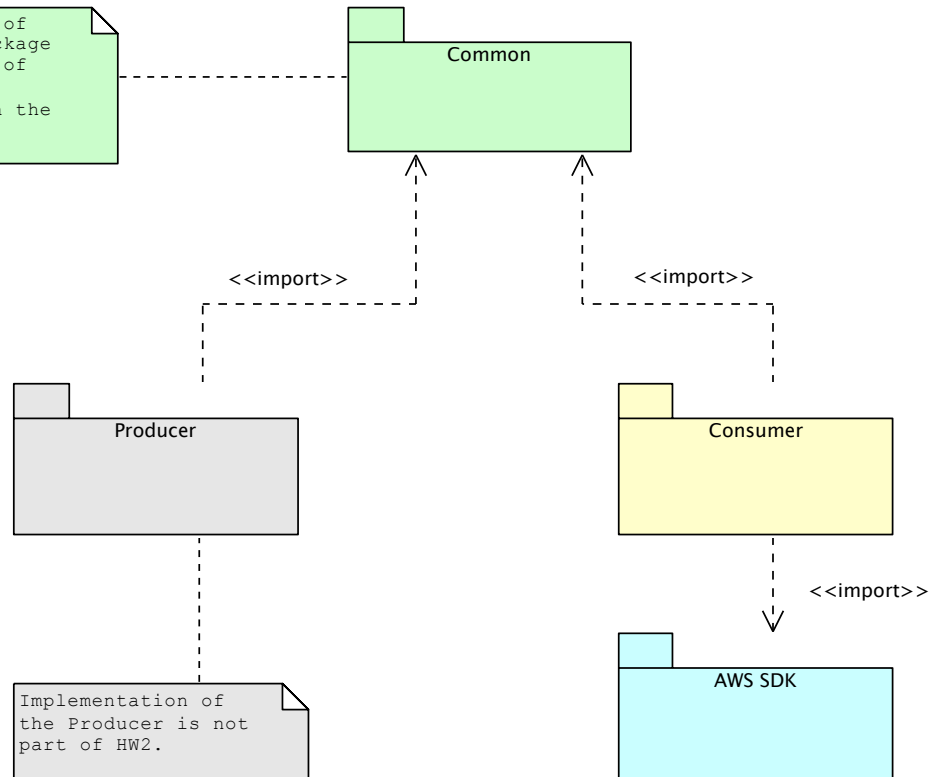 of
ckage
of
the
Common
<<import>>
<<import>>
Producer
Consumer
<<import>>
Implementation of
the Producer is not
part of HW2.
AWS SDK